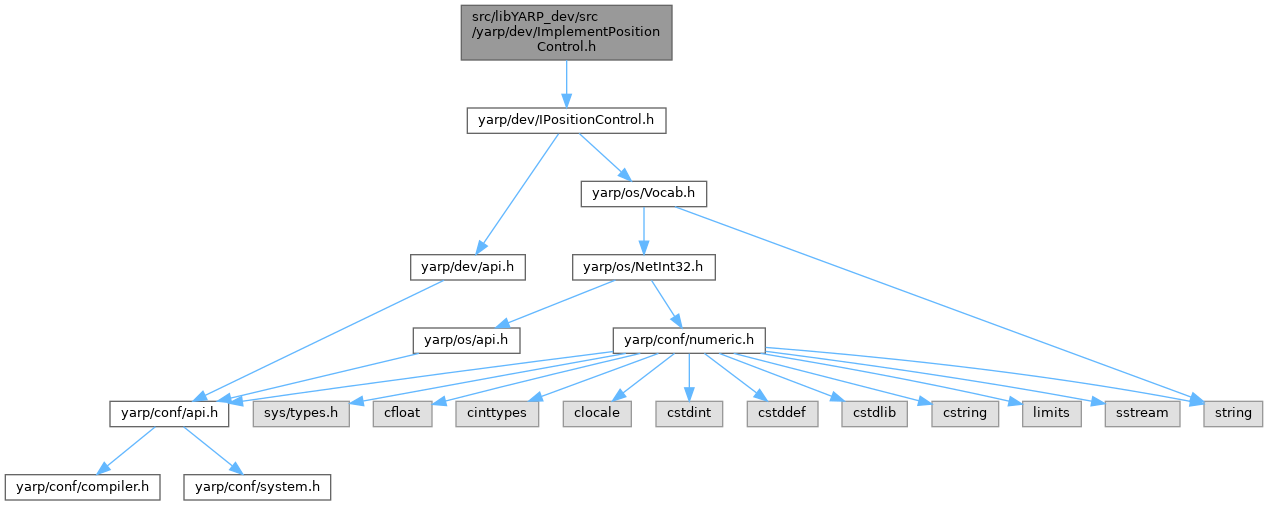 src/libYARP_dev/src
/yarp/dev/ImplementPosition
Control.h
yarp/dev/IPositionControl.h
yarp/os/Vocab.h
yarp/dev/api.h
yarp/os/NetInt32.h
yarp/os/api.h
yarp/conf/numeric.h
yarp/conf/api.h
sys/types.h
cfloat
cinttypes
clocale
cstdint
cstddef
cstdlib
cstring
limits
sstream
string
yarp/conf/compiler.h
yarp/conf/system.h